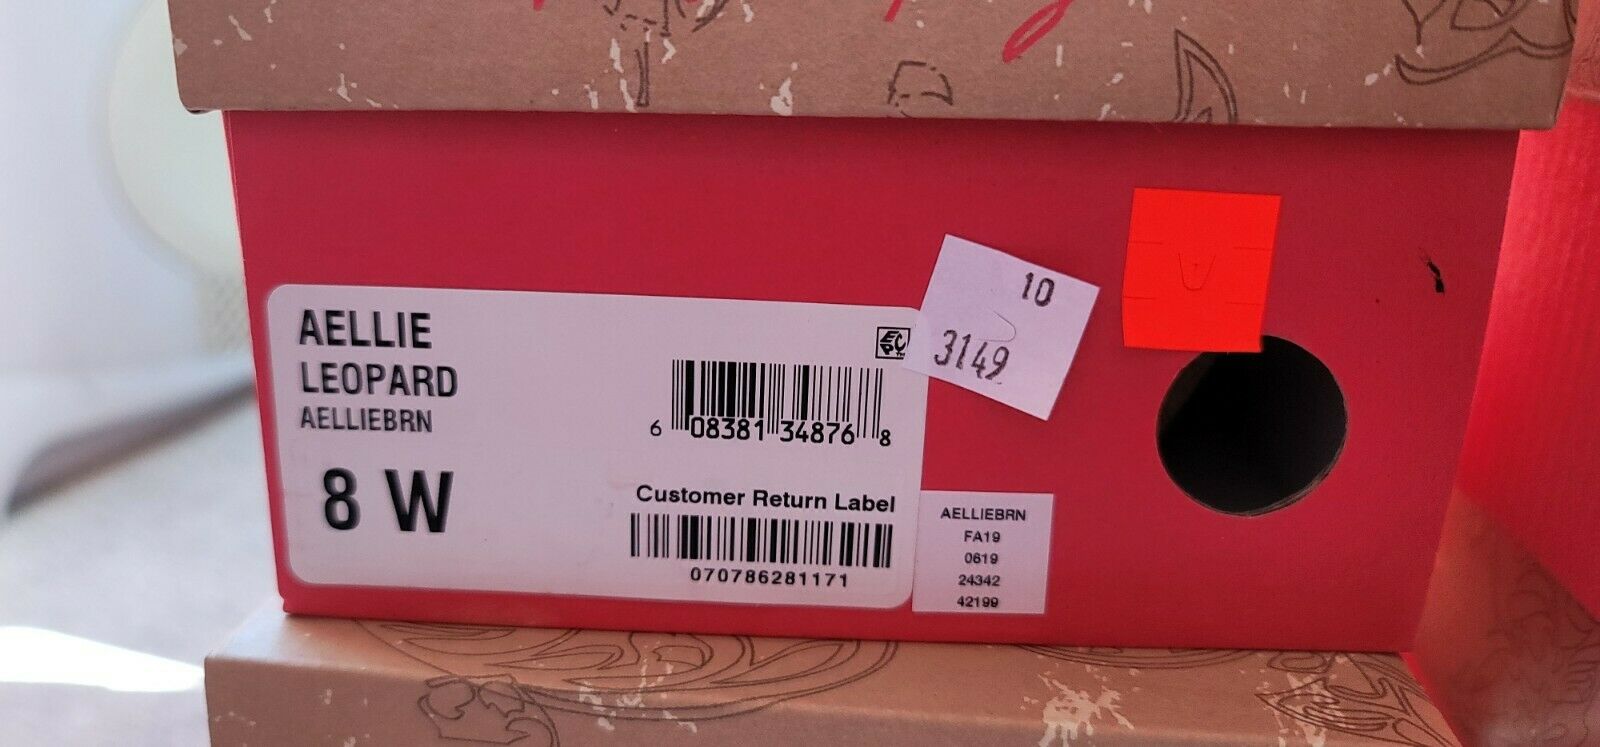 AELLIE
LEOPARD
AELLIEBRN
8 W
6 08381 34876 8
Customer Return Label
070786281171
10
3149
AELLIEBRN
FA19
0619
24342
42199